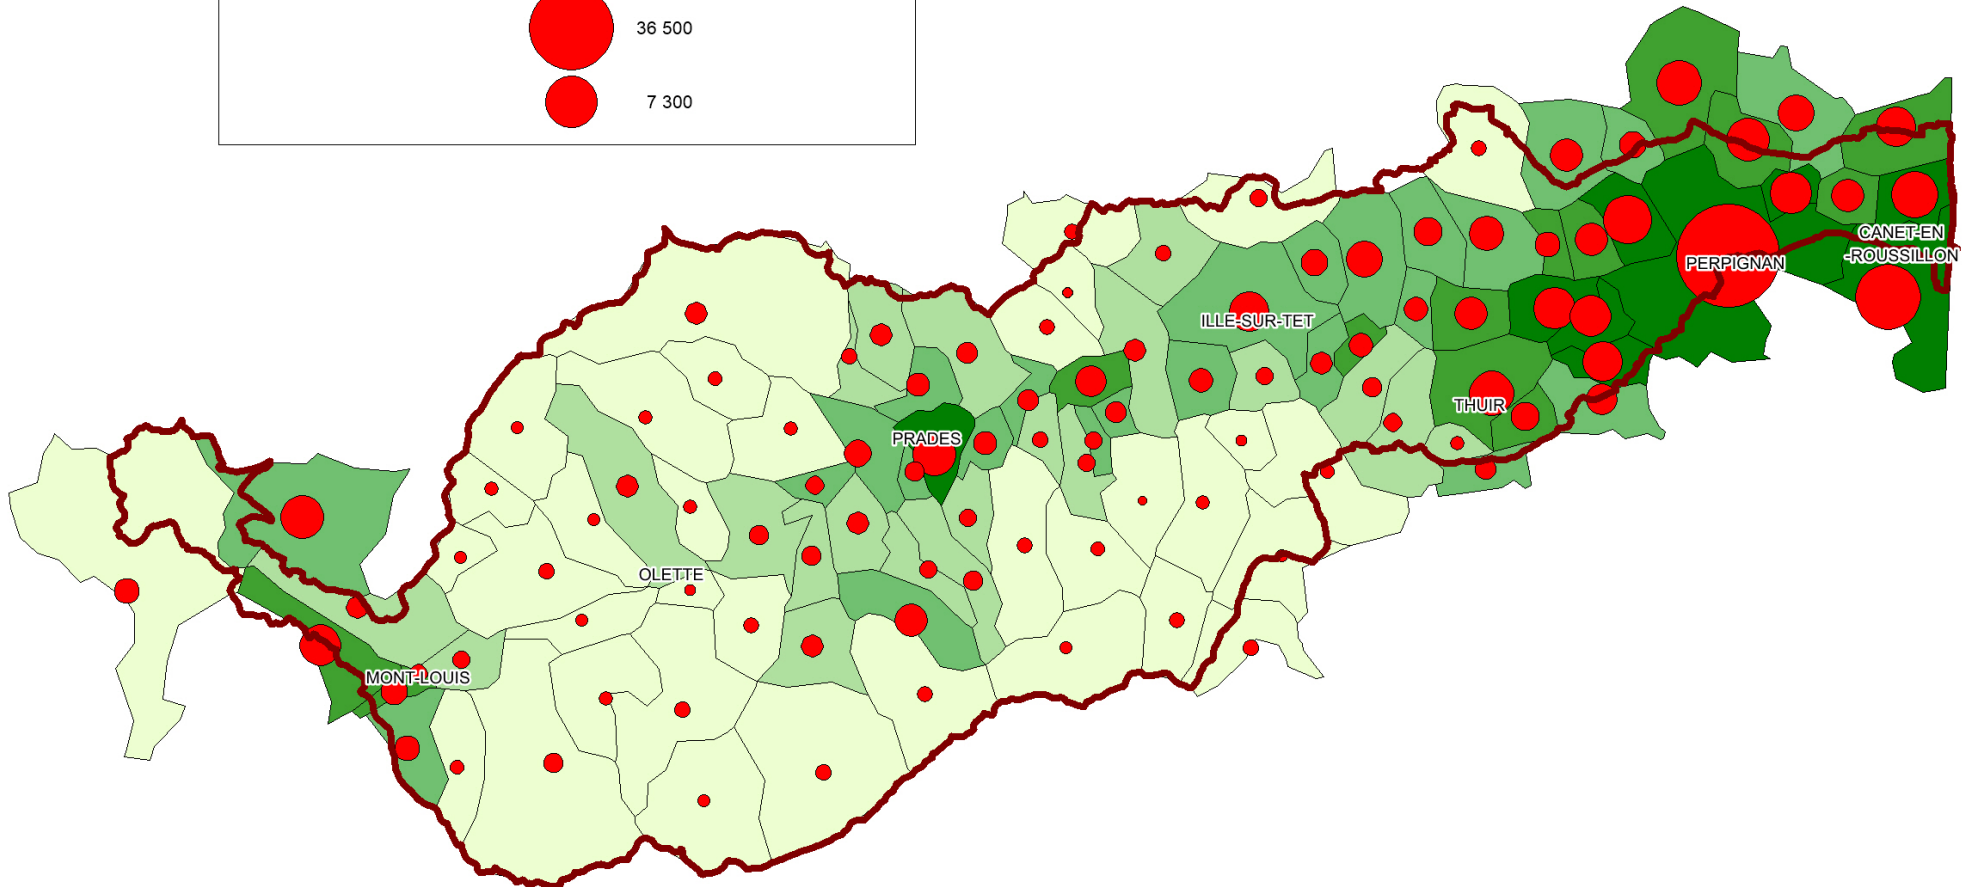 36 500
7 300
CANET-EN
-ROUSSILLON
PERPIGNAN
ILLE-SUR-TET
THUIR
PRADES
OLETTE
MONT-LOUIS